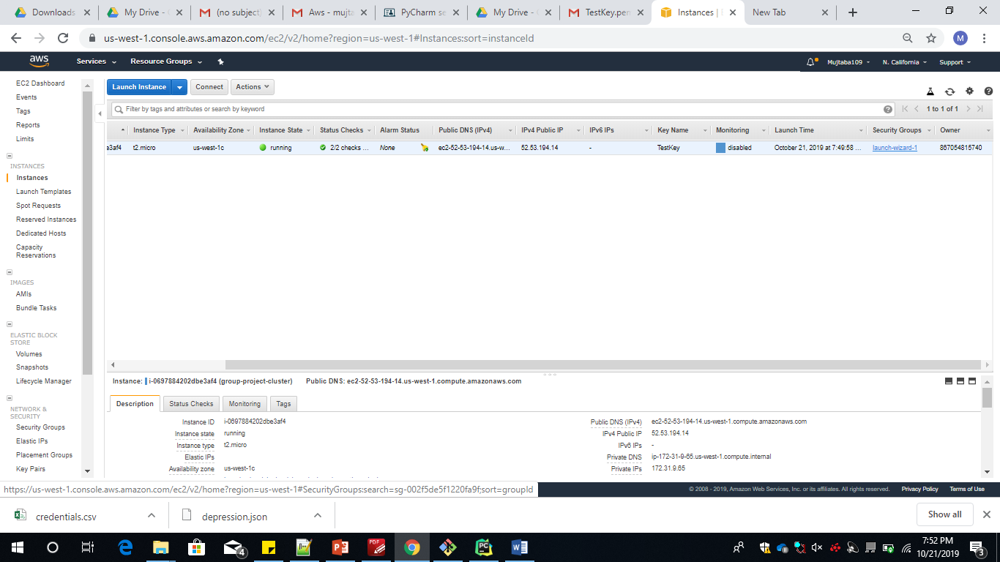 Downloads My Drive - (no subject) Aws - mujta PyCharm se My Drive - TestKey.pem Instances | E New Tab
us-west-1.console.aws.amazon.com/ec2/v2/home?region=us-west-1#Instances:sort=instanceId M
aws Services Resource Groups Mujtaba109 N. California Support
EC2 Dashboard
Events
Tags
Reports
Limits
INSTANCES
Instances
Launch Templates
Spot Requests
Reserved Instances
Dedicated Hosts
Capacity
Reservations
IMAGES
AMIs
Bundle Tasks
ELASTIC BLOCK
STORE
Volumes
Snapshots
Lifecycle Manager
NETWORK &
SECURITY
Security Groups
Elastic IPs
Placement Groups
Key Pairs
Launch Instance Connect Actions
Filter by tags and attributes or search by keyword 1 to 1 of 1
Instance Type Availability Zone Instance State Status Checks Alarm Status Public DNS (IPv4) IPv4 Public IP IPv6 IPs Key Name Monitoring Launch Time Security Groups Owner
e3af4 t2.micro us-west-1c running 2/2 checks ... None ec2-52-53-194-14.us-w... 52.53.194.14 - TestKey disabled October 21, 2019 at 7:49:58 ... launch-wizard-1 867054815740
Instance: i-0697884202dbe3af4 (group-project-cluster) Public DNS: ec2-52-53-194-14.us-west-1.compute.amazonaws.com
Description Status Checks Monitoring Tags
Instance ID i-0697884202dbe3af4 Public DNS (IPv4) ec2-52-53-194-14.us-west-1.compute.amazonaws.com
Instance state running IPv4 Public IP 52.53.194.14
Instance type t2.micro IPv6 IPs -
Elastic IPs Private DNS ip-172-31-9-65.us-west-1.compute.internal
Availability zone us-west-1c Private IPs 172.31.9.65
https://us-west-1.console.aws.amazon.com/ec2/v2/home?region=us-west-1#SecurityGroups:search=sg-002f5de5f1220fa9f;sort=groupId © 2008 - 2019, Amazon Web Services, Inc. or its affiliates. All rights reserved. Privacy Policy Terms of Use
credentials.csv depression.json Show all
7:52 PM
10/21/2019